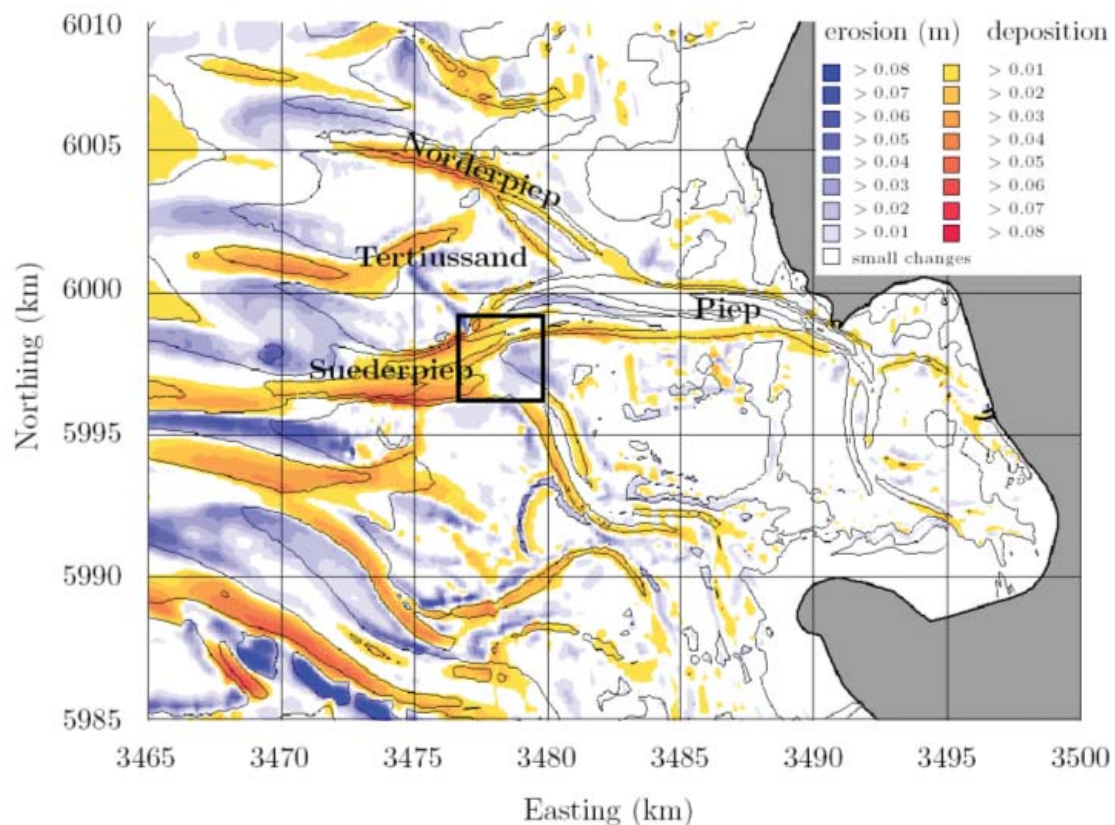 6010
6005
6000
5995
5990
5985
Northing (km)
erosion (m) deposition
> 0.08 > 0.01
> 0.07 > 0.02
> 0.06 > 0.03
> 0.05 > 0.04
> 0.04 > 0.05
> 0.03 > 0.06
> 0.02 > 0.07
> 0.01 > 0.08
small changes
Norderpiep
Tertiussand
Piep
Suederpiep
3465 3470 3475 3480 3485 3490 3495 3500
Easting (km)